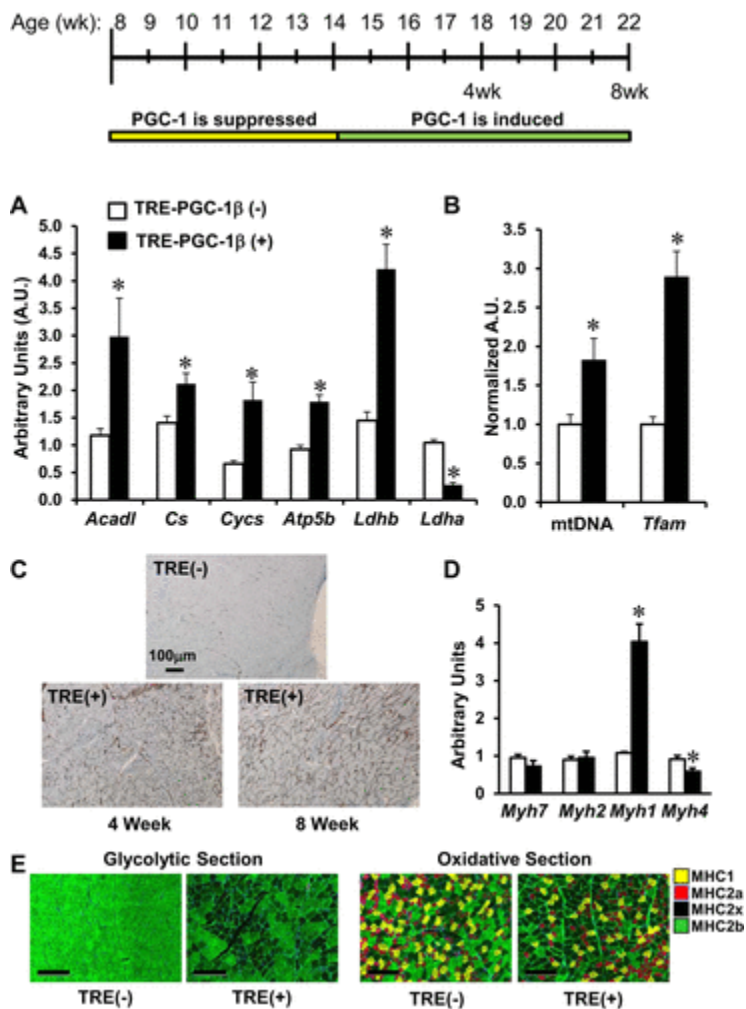 Age (wk): 8 9 10 11 12 13 14 15 16 17 18 19 20 21 22
4wk 8wk
PGC-1 is suppressed PGC-1 is induced
A
TRE-PGC-1β (-)
TRE-PGC-1β (+)
Arbitrary Units (A.U.)
5.0
4.5
4.0
3.5
3.0
2.5
2.0
1.5
1.0
0.5
0.0
* * * * * *
Acadl Cs Cycs Atp5b Ldhb Ldha
B
Normalized A.U.
3.5
3.0
2.5
2.0
1.5
1.0
0.5
0.0
* *
mtDNA Tfam
C
TRE(-)
100μm
TRE(+) TRE(+)
4 Week 8 Week
D
Arbitrary Units
5
4
3
2
1
0
* *
Myh7 Myh2 Myh1 Myh4
E
Glycolytic Section Oxidative Section
MHC1
MHC2a
MHC2x
MHC2b
TRE(-) TRE(+) TRE(-) TRE(+)